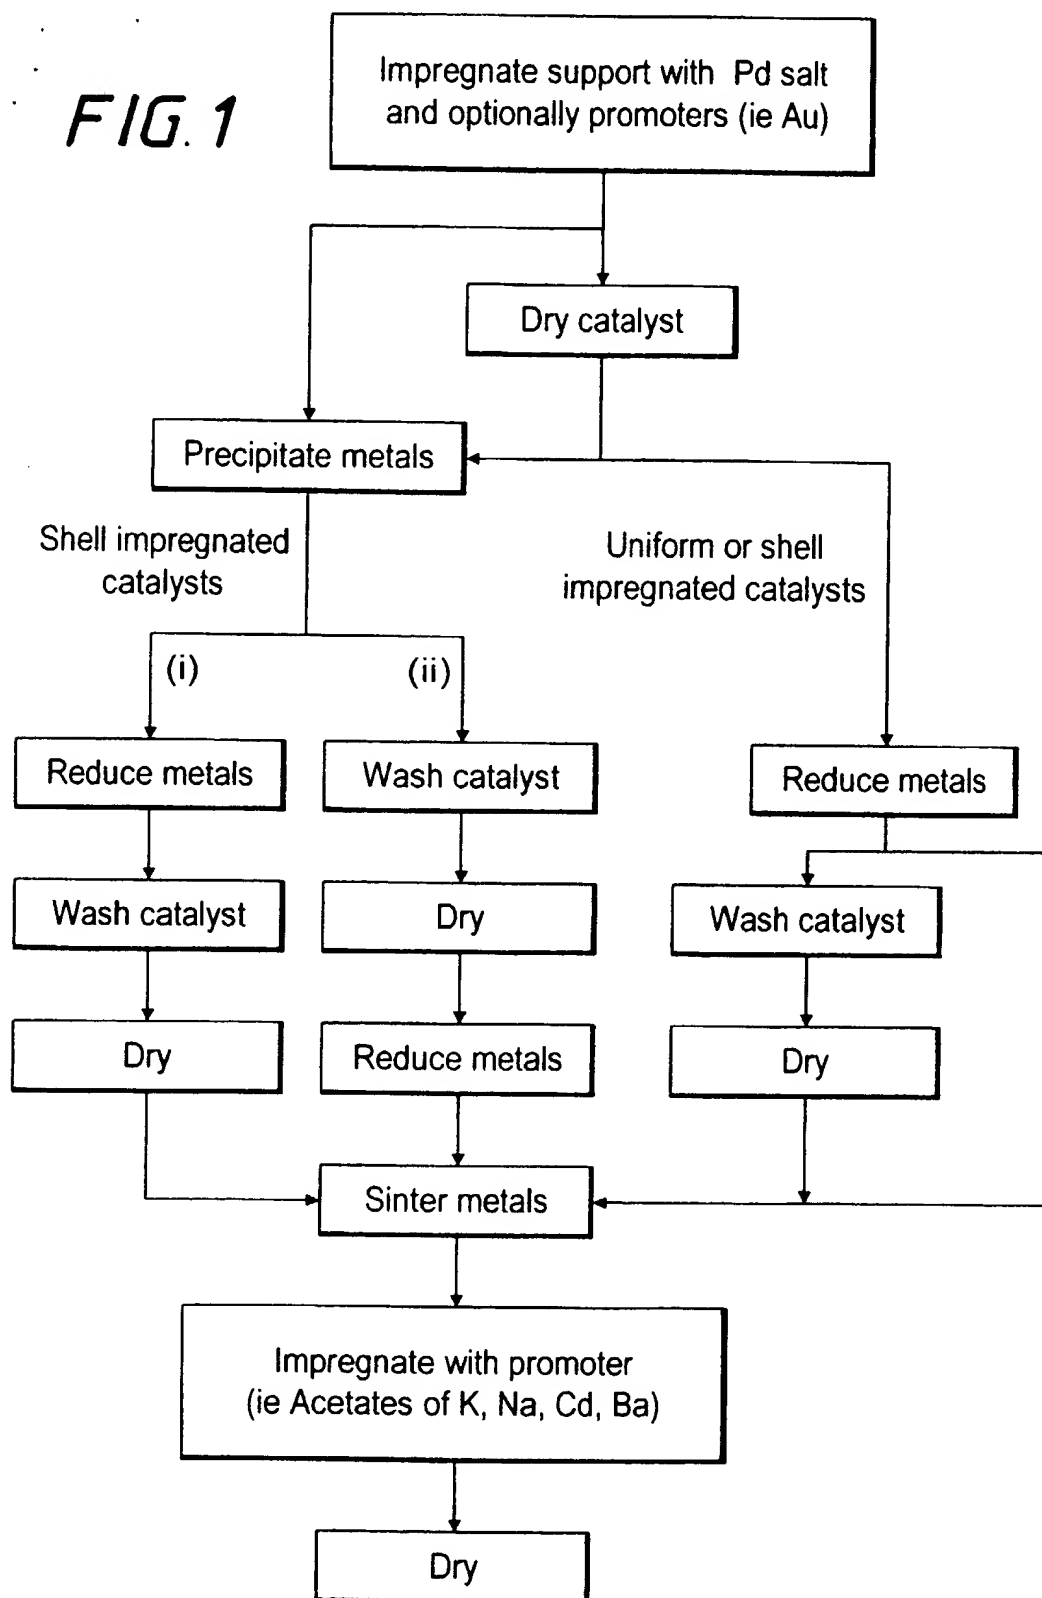 FIG. 1
Impregnate support with Pd salt
and optionally promoters (ie Au)
Dry catalyst
Precipitate metals
Shell impregnated
catalysts
Uniform or shell
impregnated catalysts
(i)
(ii)
Reduce metals
Wash catalyst
Reduce metals
Wash catalyst
Dry
Wash catalyst
Dry
Reduce metals
Dry
Sinter metals
Impregnate with promoter
(ie Acetates of K, Na, Cd, Ba)
Dry